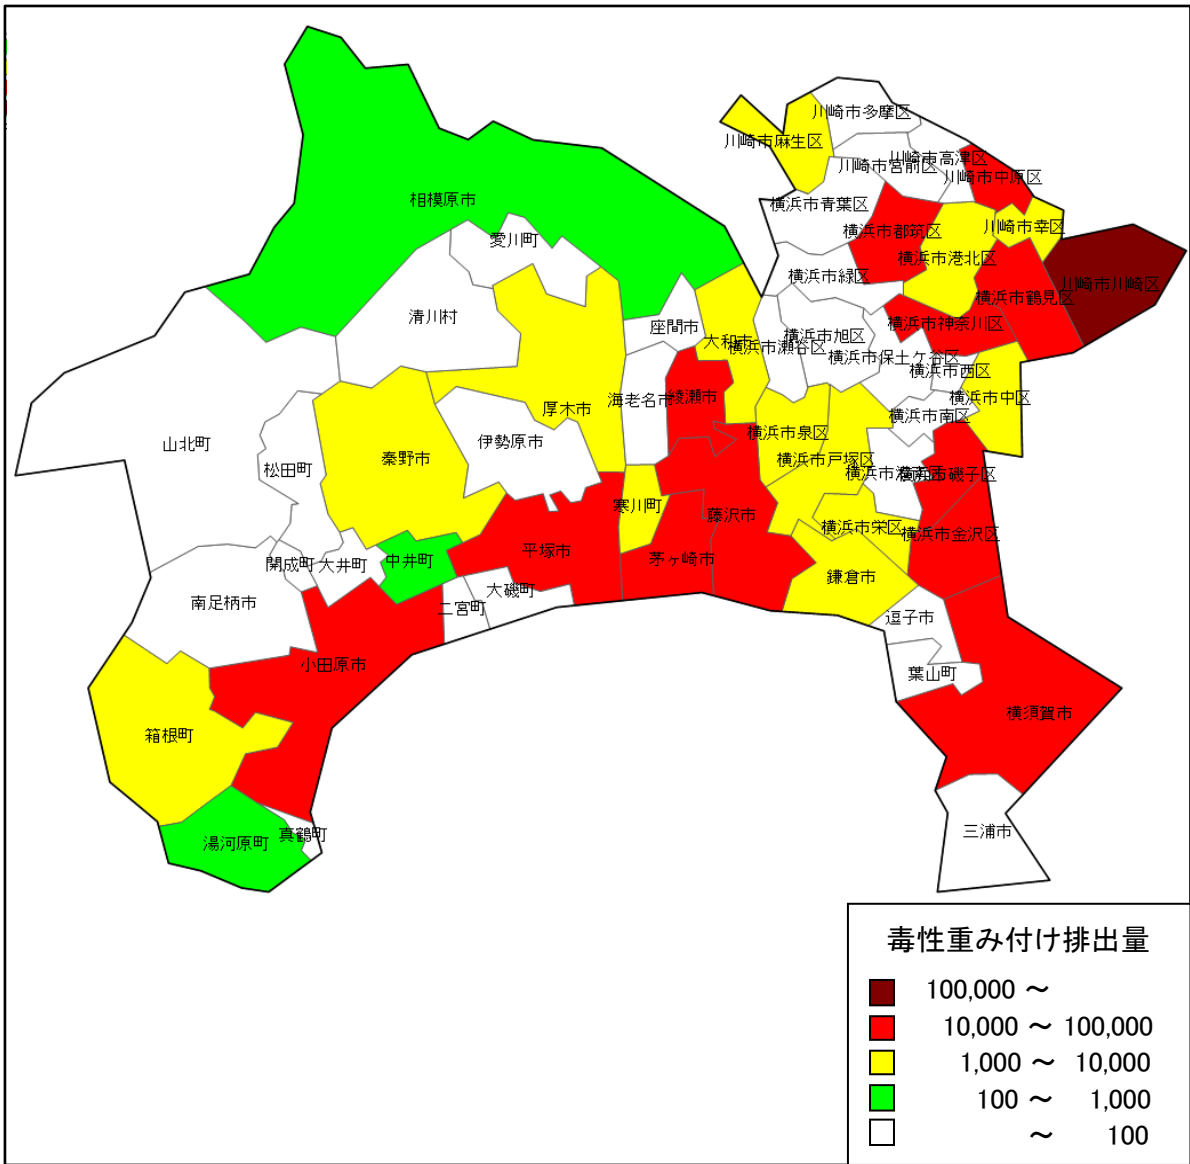 川崎市多摩区
川崎市麻生区
川崎市高津区
川崎市宮前区
川崎市中原区
相模原市
横浜市青葉区
愛川町
横浜市都筑区
川崎市幸区
横浜市港北区
横浜市緑区
川崎市川崎区
横浜市鶴見区
清川村
座間市
横浜市神奈川区
横浜市旭区
大和市
横浜市瀬谷区
横浜市保土ケ谷区
横浜市西区
綾瀬市
海老名市
横浜市中区
厚木市
横浜市南区
伊勢原市
横浜市泉区
山北町
秦野市
横浜市戸塚区
松田町
横浜市港南区
横浜市磯子区
寒川町
藤沢市
横浜市栄区
横浜市金沢区
平塚市
茅ヶ崎市
中井町
開成町
大井町
鎌倉市
大磯町
南足柄市
二宮町
逗子市
小田原市
葉山町
横須賀市
箱根町
三浦市
真鶴町
湯河原町
毒性重み付け排出量
100,000 ～
10,000 ～ 100,000
1,000 ～ 10,000
100 ～ 1,000
～ 100